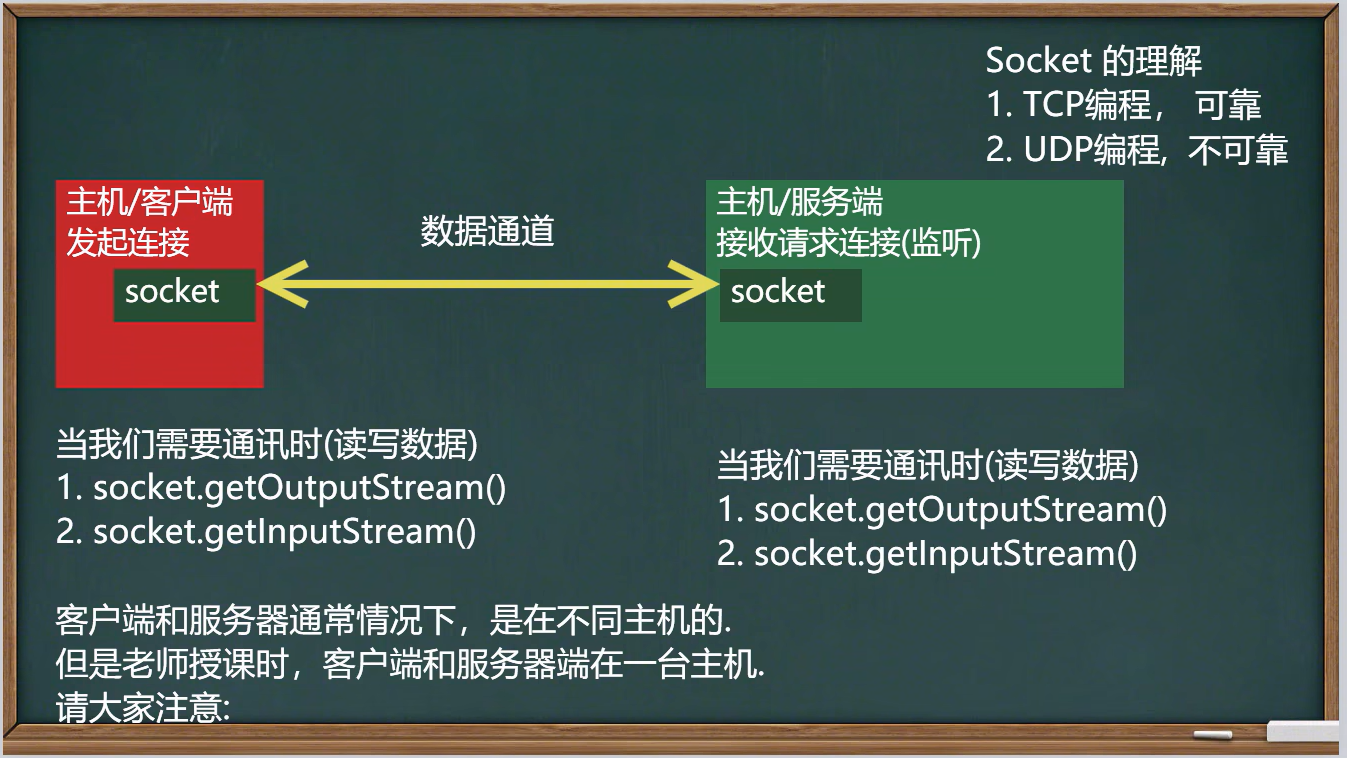 Socket 的理解
1. TCP编程， 可靠
2. UDP编程, 不可靠
主机/客户端
发起连接
socket
数据通道
主机/服务端
接收请求连接(监听)
socket
当我们需要通讯时(读写数据)
1. socket.getOutputStream()
2. socket.getInputStream()
当我们需要通讯时(读写数据)
1. socket.getOutputStream()
2. socket.getInputStream()
客户端和服务器通常情况下，是在不同主机的.
但是老师授课时，客户端和服务器端在一台主机.
请大家注意: